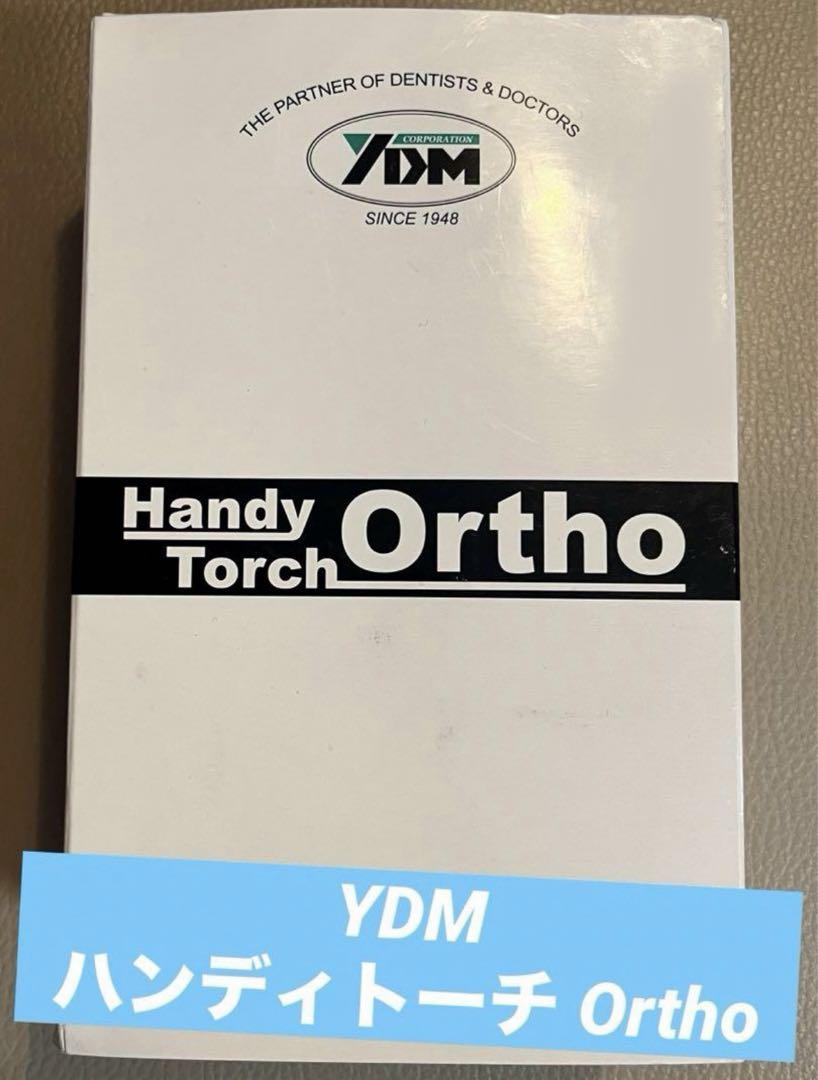 THE PARTNER OF DENTISTS & DOCTORS
CORPORATION
YDM
SINCE 1948
Handy
Torch Ortho
YDM
ハンディトーチ Ortho